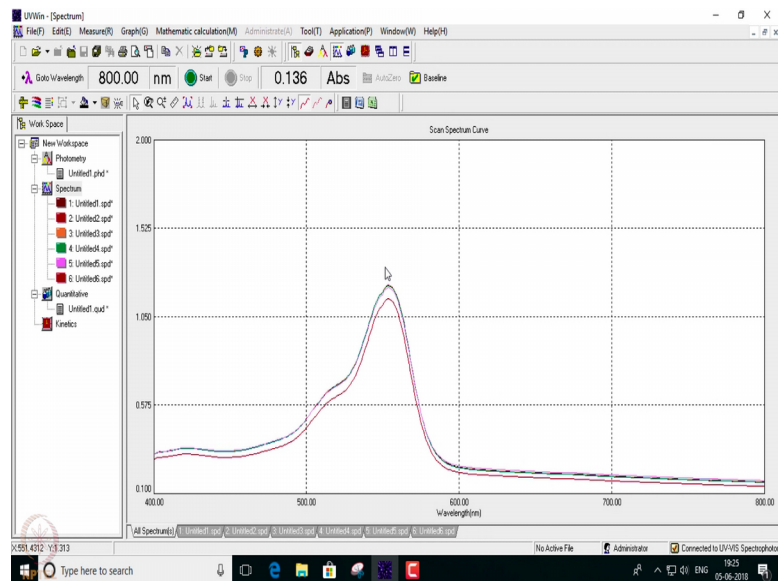 UVWin - [Spectrum]
File(F) Edit(E) Measure(R) Graph(G) Mathematic calculation(M) Administrate(A) Tool(T) Application(P) Window(W) Help(H)
Goto Wavelength 800.00 nm Start Stop 0.136 Abs AutoZero Baseline
Work Space
New Workspace
Photometry
Untitled1.phd *
Spectrum
1: Untitled1.spd*
2: Untitled2.spd*
3: Untitled3.spd*
4: Untitled4.spd*
5: Untitled5.spd*
6: Untitled6.spd*
Quantitative
Untitled1.qud *
Kinetics
Scan Spectrum Curve
2.000
1.525
1.050
0.575
0.100
400.00 500.00 600.00 700.00 800.00
Wavelength(nm)
All Spectrum(s) 1: Untitled1.spd 2: Untitled2.spd 3: Untitled3.spd 4: Untitled4.spd 5: Untitled5.spd 6: Untitled6.spd
X:551.4312 Y:1.313 No Active File Administrator Connected to UV-VIS Spectrophoto
Type here to search ENG 19:25
05-06-2018